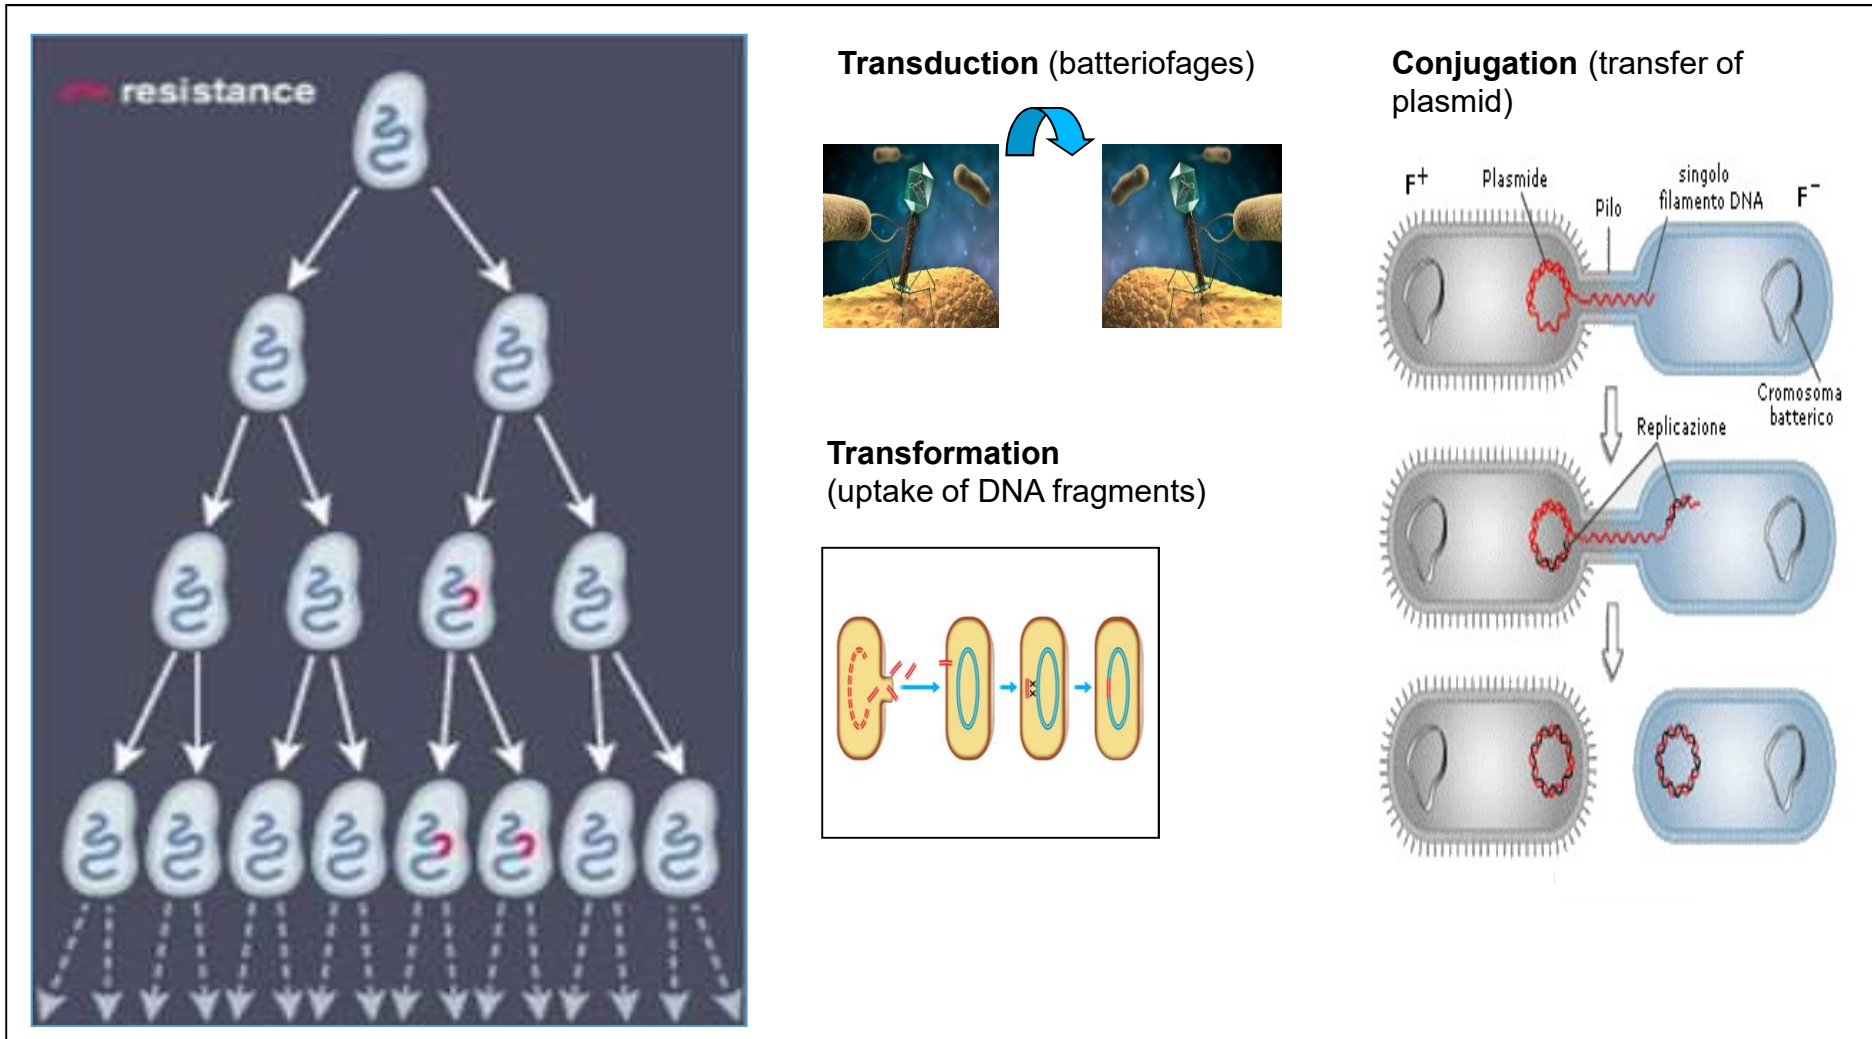 resistance
Transduction (batteriofages)
Transformation
(uptake of DNA fragments)
Conjugation (transfer of
plasmid)
F+
Plasmide
Pilo
singolo
filamento DNA
F−
Cromosoma
batterico
Replicazione